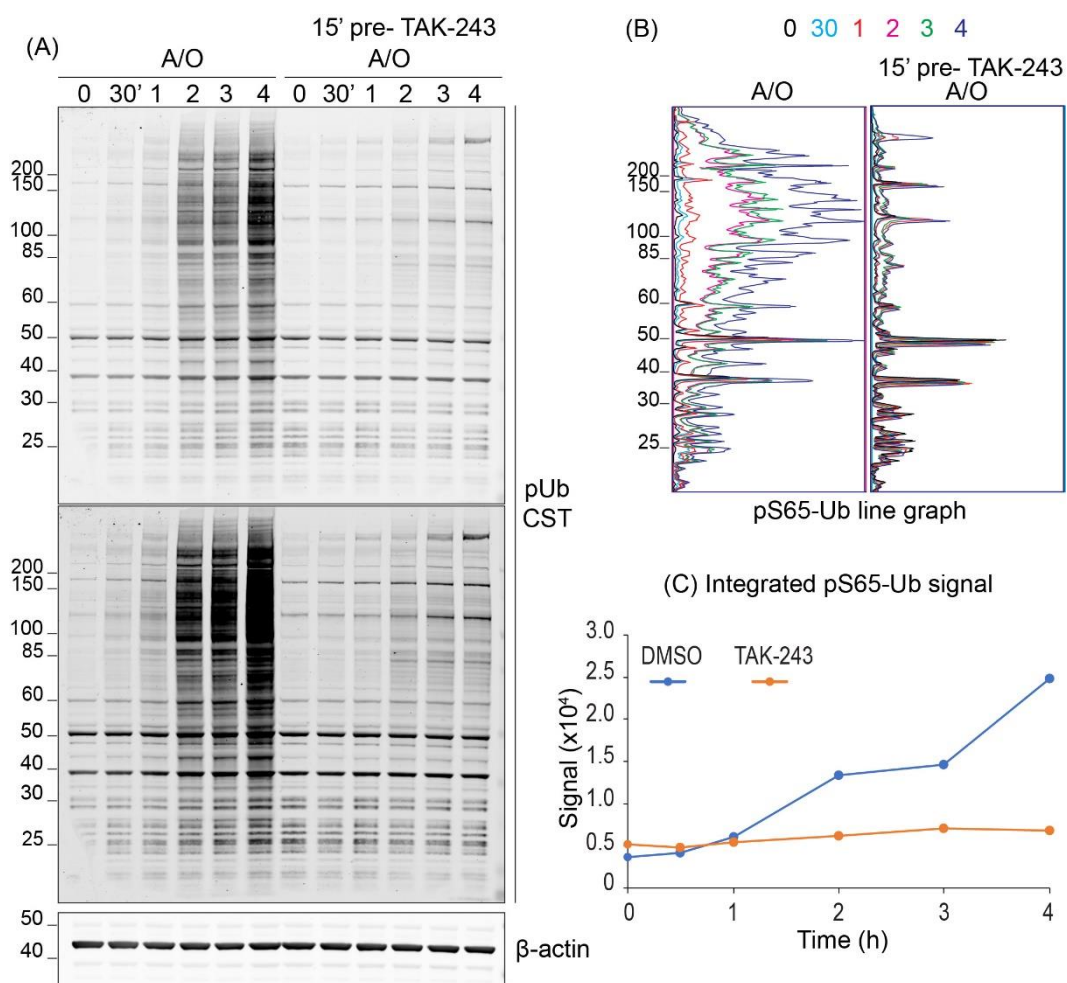 (A)
15' pre- TAK-243
A/O A/O
0 30' 1 2 3 4 0 30' 1 2 3 4
200
150
100
85
60
50
40
30
25
200
150
100
85
60
50
40
30
25
pUb
CST
50
40
β-actin
(B)
0 30 1 2 3 4
15' pre- TAK-243
A/O A/O
200
150
100
85
60
50
40
30
25
pS65-Ub line graph
(C) Integrated pS65-Ub signal
DMSO TAK-243
Signal (x10⁴)
3.0
2.5
1.5
1.0
0.5
0
0 1 2 3 4
Time (h)